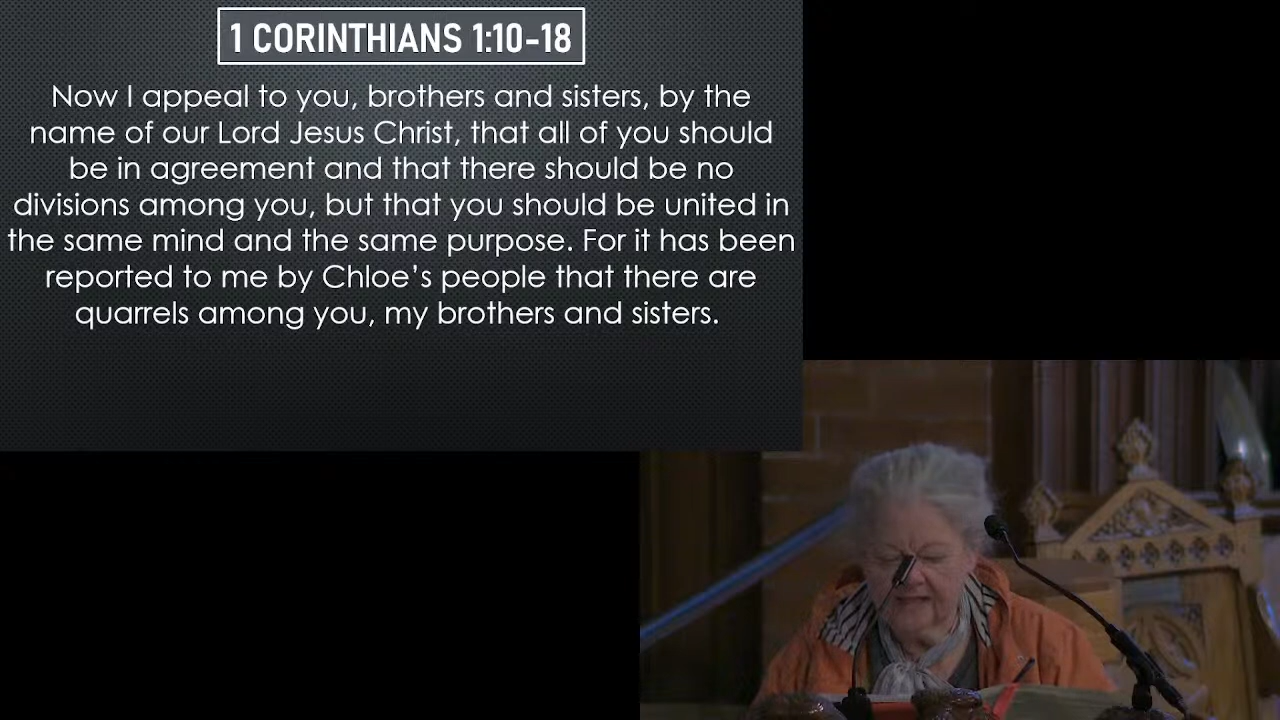 1 CORINTHIANS 1:10-18
Now I appeal to you, brothers and sisters, by the
name of our Lord Jesus Christ, that all of you should
be in agreement and that there should be no
divisions among you, but that you should be united in
the same mind and the same purpose. For it has been
reported to me by Chloe’s people that there are
quarrels among you, my brothers and sisters.